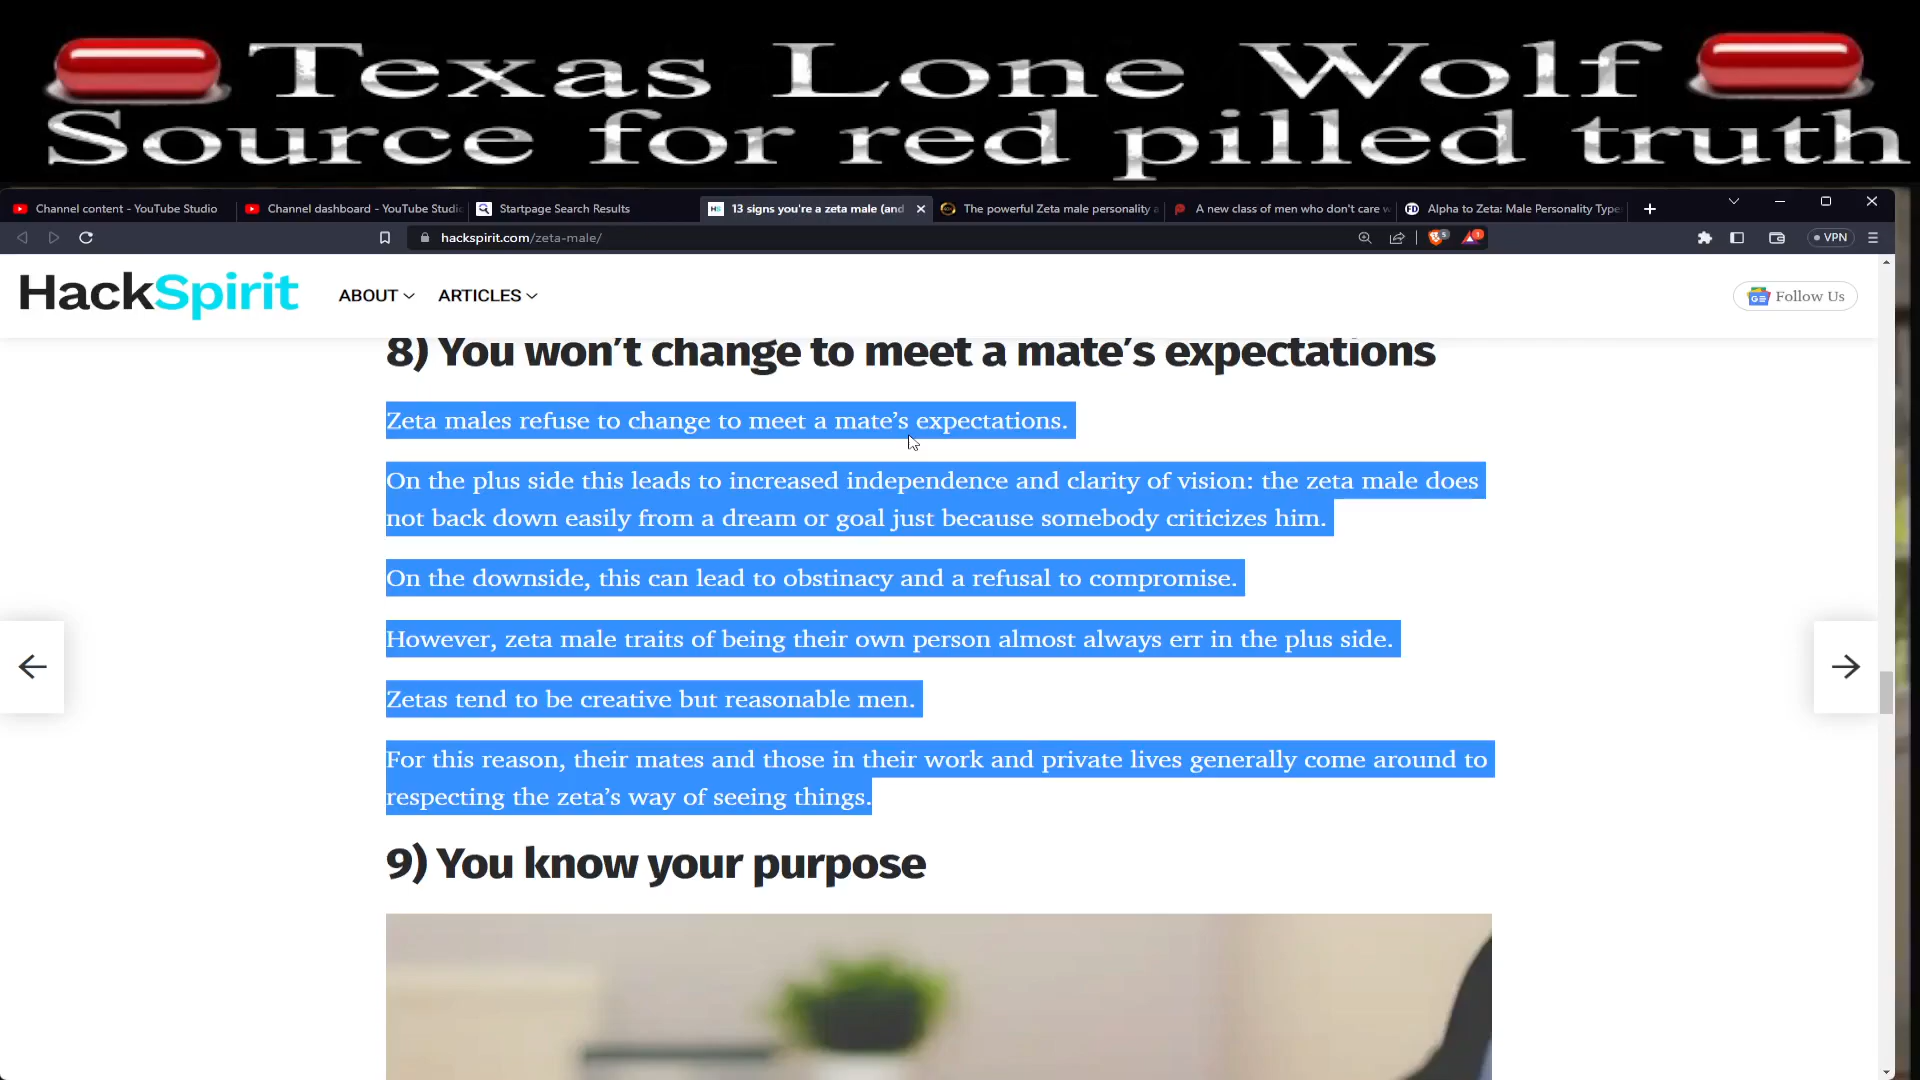 Texas Lone Wolf
Source for red pilled truth
Channel content - YouTube Studio
Channel dashboard - YouTube Studio
Startpage Search Results
13 signs you're a zeta male (and
The powerful Zeta male personality a
A new class of men who don't care w
Alpha to Zeta: Male Personality Type
hackspirit.com/zeta-male/
5
1
VPN
HackSpirit
ABOUT
ARTICLES
GE
Follow Us
8) You won’t change to meet a mate’s expectations
Zeta males refuse to change to meet a mate’s expectations.
On the plus side this leads to increased independence and clarity of vision: the zeta male does
not back down easily from a dream or goal just because somebody criticizes him.
On the downside, this can lead to obstinacy and a refusal to compromise.
However, zeta male traits of being their own person almost always err in the plus side.
Zetas tend to be creative but reasonable men.
For this reason, their mates and those in their work and private lives generally come around to
respecting the zeta’s way of seeing things.
9) You know your purpose